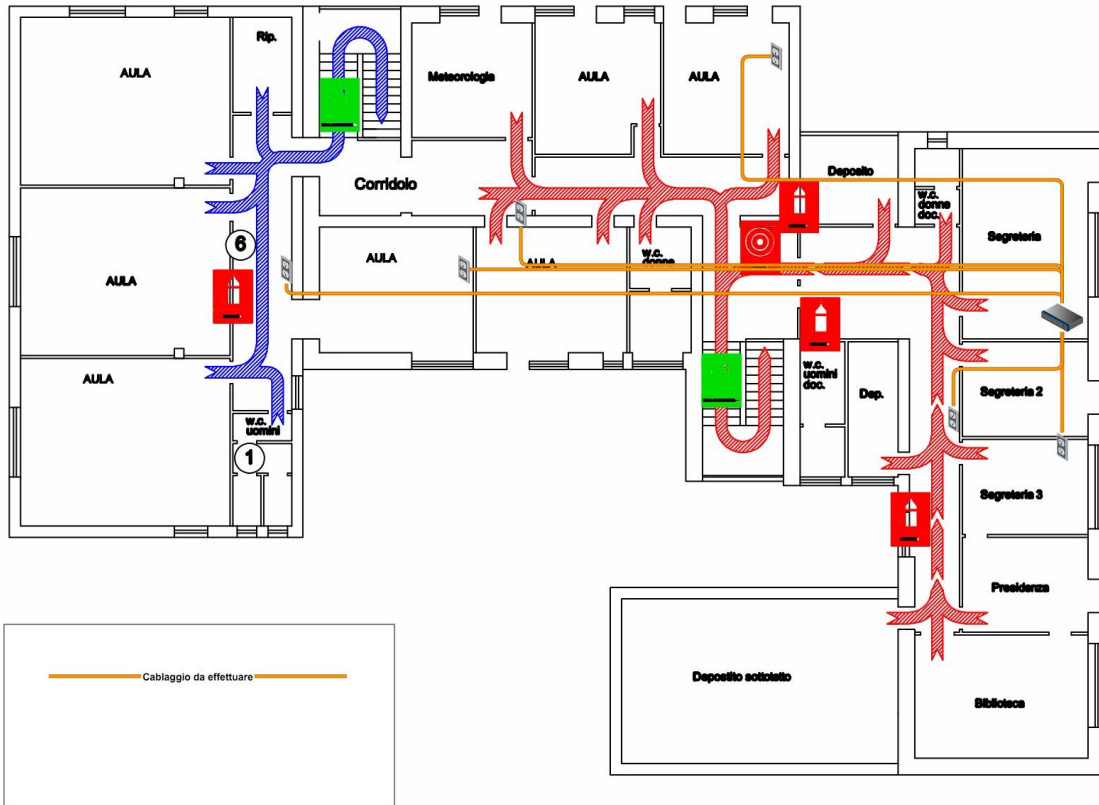 Rip.
AULA
Meteorologia
AULA
AULA
Corridoio
Deposito
w.c.
donne
doc.
Segreteria
6
AULA
AULA
AULA
w.c.
donne
AULA
w.c.
uomini
doc.
Dep.
Segreteria 2
w.c.
uomini
1
Segreteria 3
Presidenza
Cablaggio da effettuare
Depostito sottotetto
Biblioteca